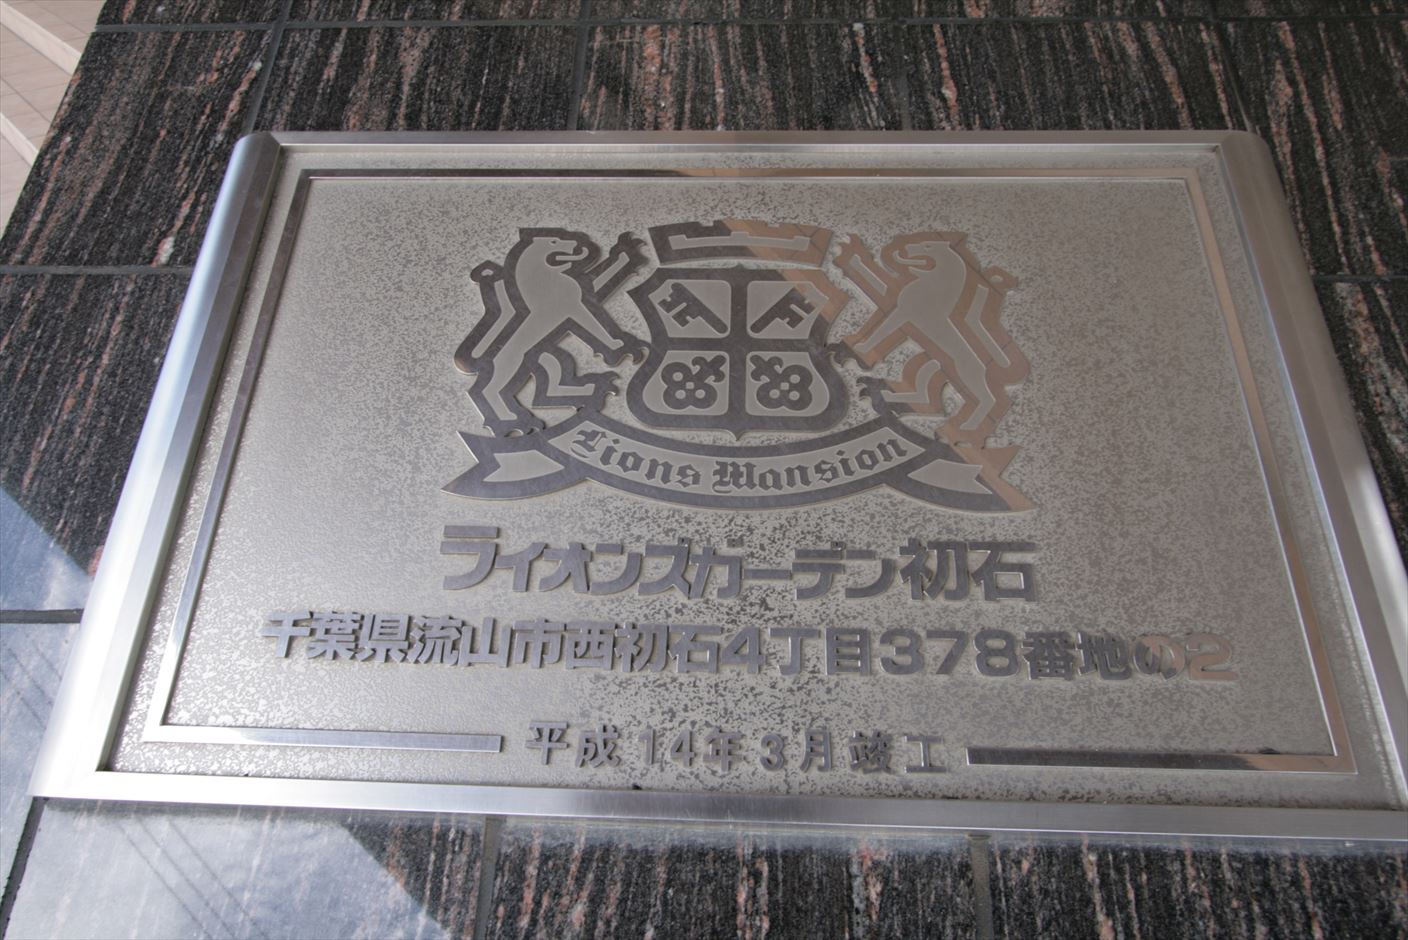 Lions Mansion
ライオンズガーデン初石
千葉県流山市西初石4丁目378番地の2
平成14年3月竣工